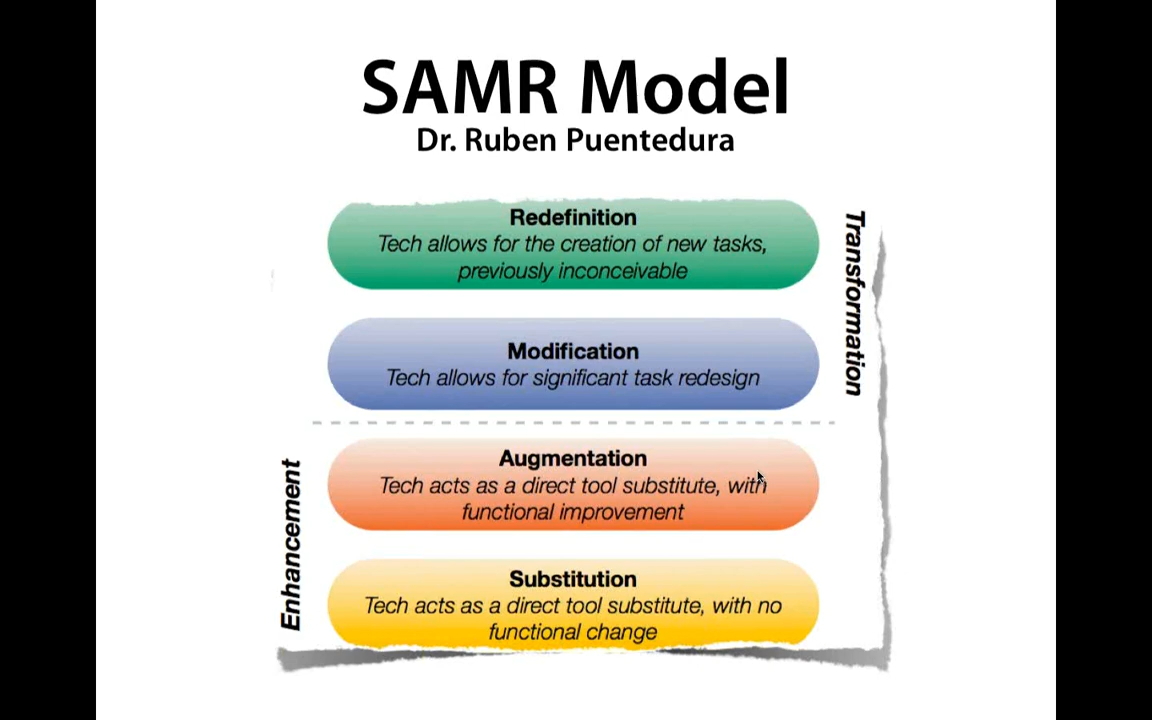 SAMR Model
Dr. Ruben Puentedura
Redefinition
Tech allows for the creation of new tasks,
previously inconceivable
Transformation
Modification
Tech allows for significant task redesign
Augmentation
Tech acts as a direct tool substitute, with
functional improvement
Enhancement
Substitution
Tech acts as a direct tool substitute, with no
functional change